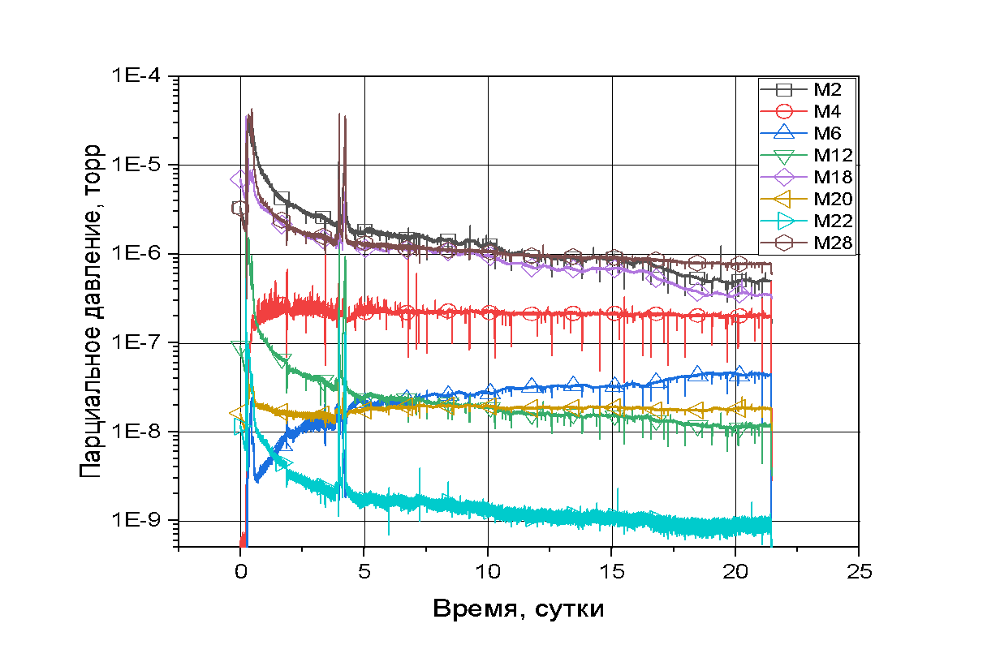 1E-4
1E-5
1E-6
1E-7
1E-8
1E-9
Парциальное давление, торр
M2
M4
M6
M12
M18
M20
M22
M28
0 5 10 15 20 25
Время, сутки